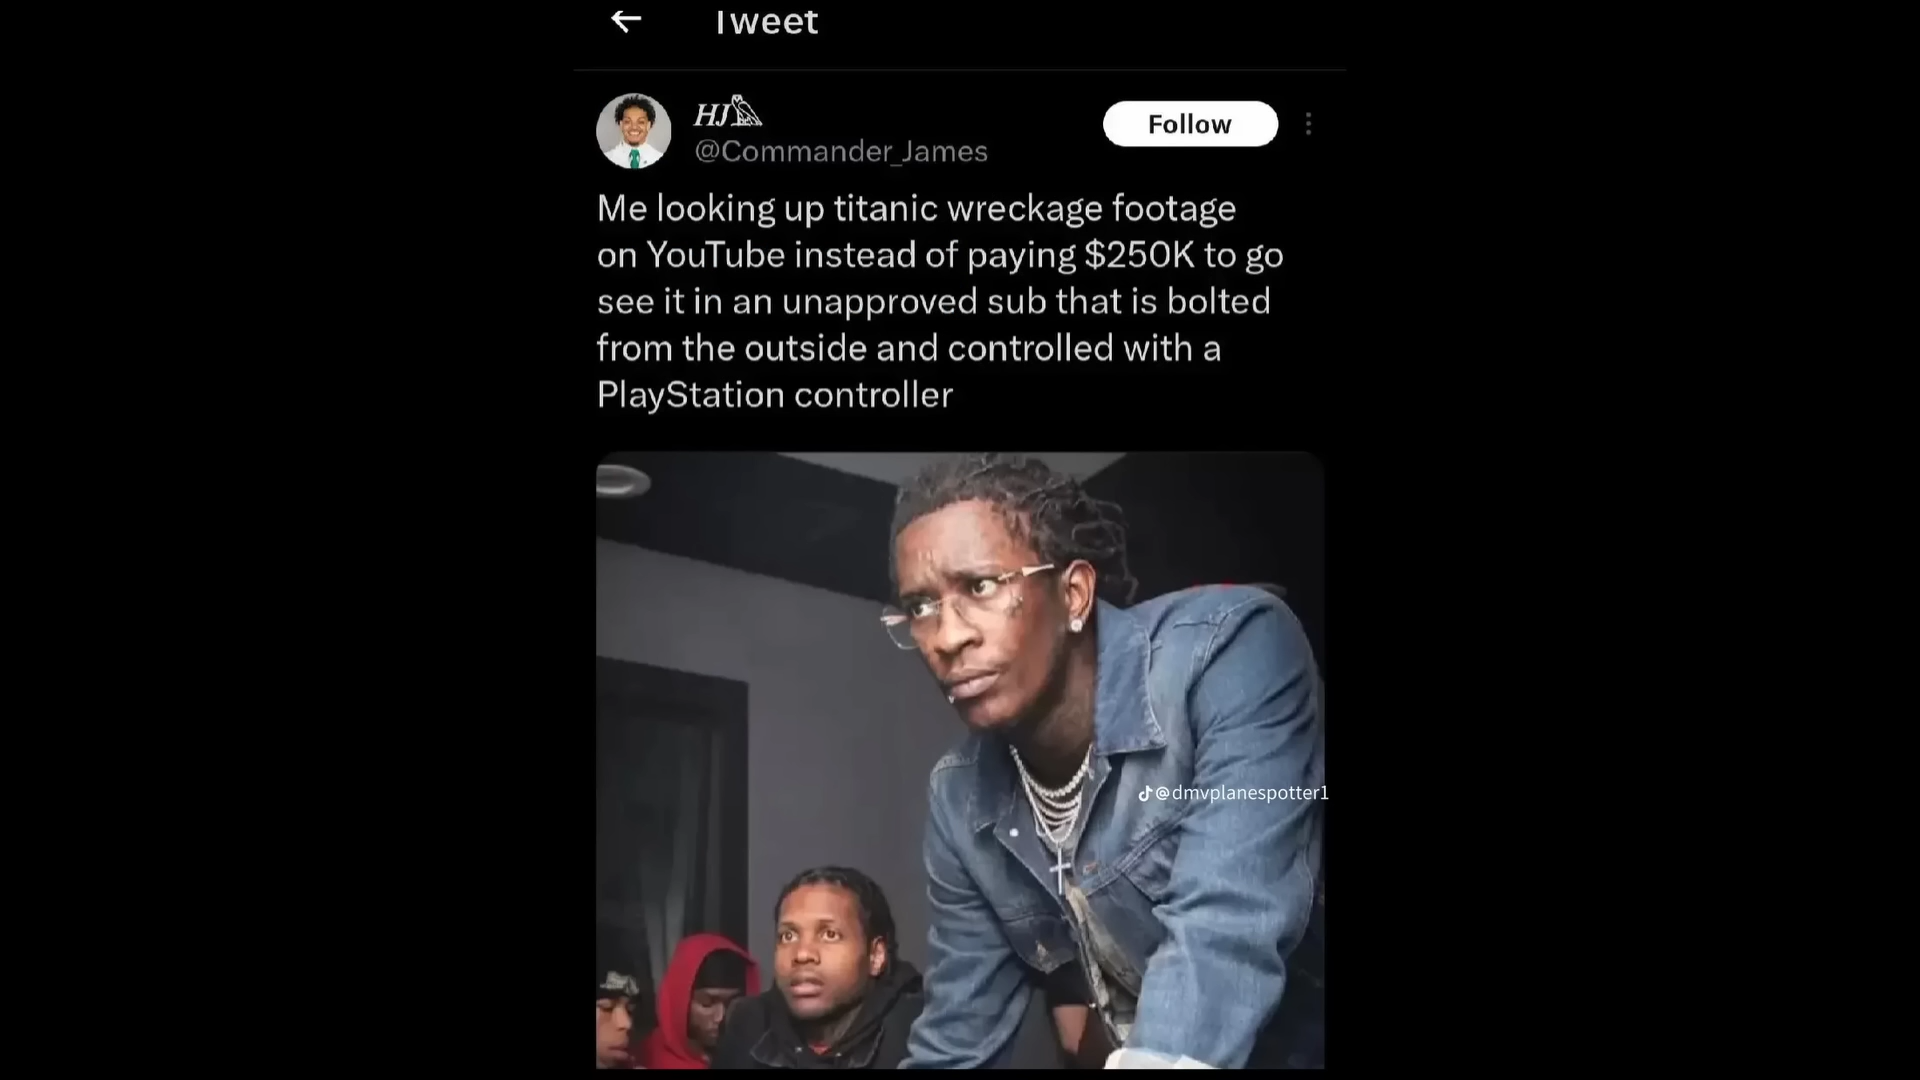 Tweet
HJ
Follow
@Commander_James
Me looking up titanic wreckage footage
on YouTube instead of paying $250K to go
see it in an unapproved sub that is bolted
from the outside and controlled with a
PlayStation controller
@dmvplanespotter1